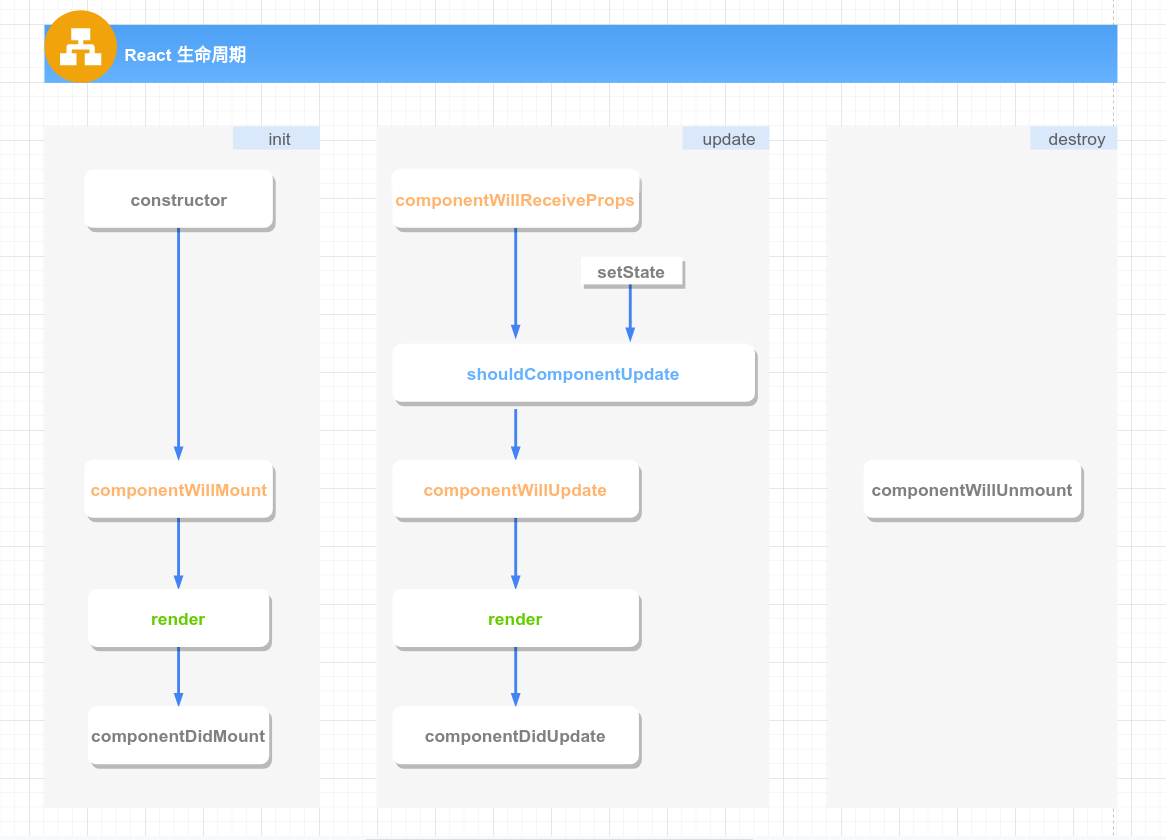 React 生命周期
init
constructor
componentWillMount
render
componentDidMount
update
componentWillReceiveProps
setState
shouldComponentUpdate
componentWillUpdate
render
componentDidUpdate
destroy
componentWillUnmount